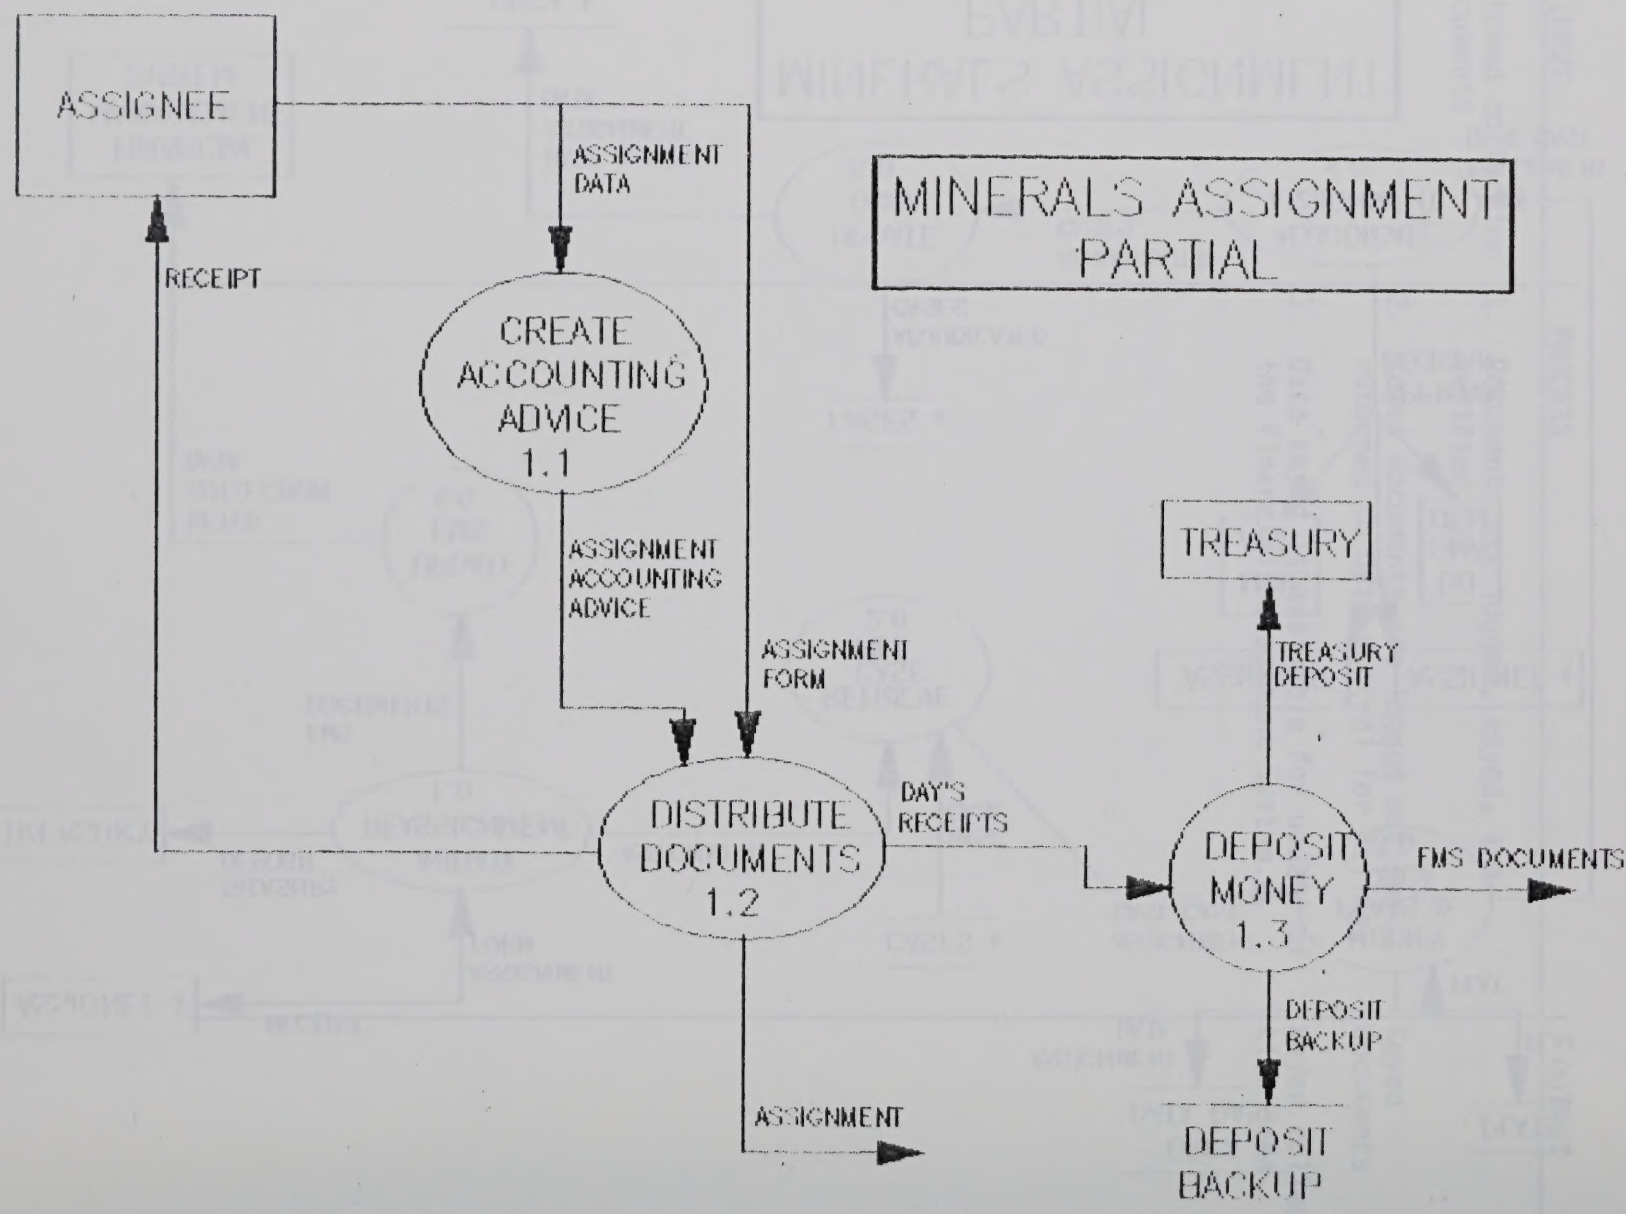 ASSIGNEE
ASSIGNMENT
DATA
MINERALS ASSIGNMENT
PARTIAL
RECEIPT
CREATE
ACCOUNTING
ADVICE
1.1
ASSIGNMENT
ACCOUNTING
ADVICE
TREASURY
ASSIGNMENT
FORM
TREASURY
DEPOSIT
DISTRIBUTE
DOCUMENTS
1.2
DAY'S
RECEIPTS
DEPOSIT
MONEY
1.3
FMS DOCUMENTS
DEPOSIT
BACKUP
ASSIGNMENT
DEPOSIT
BACKUP